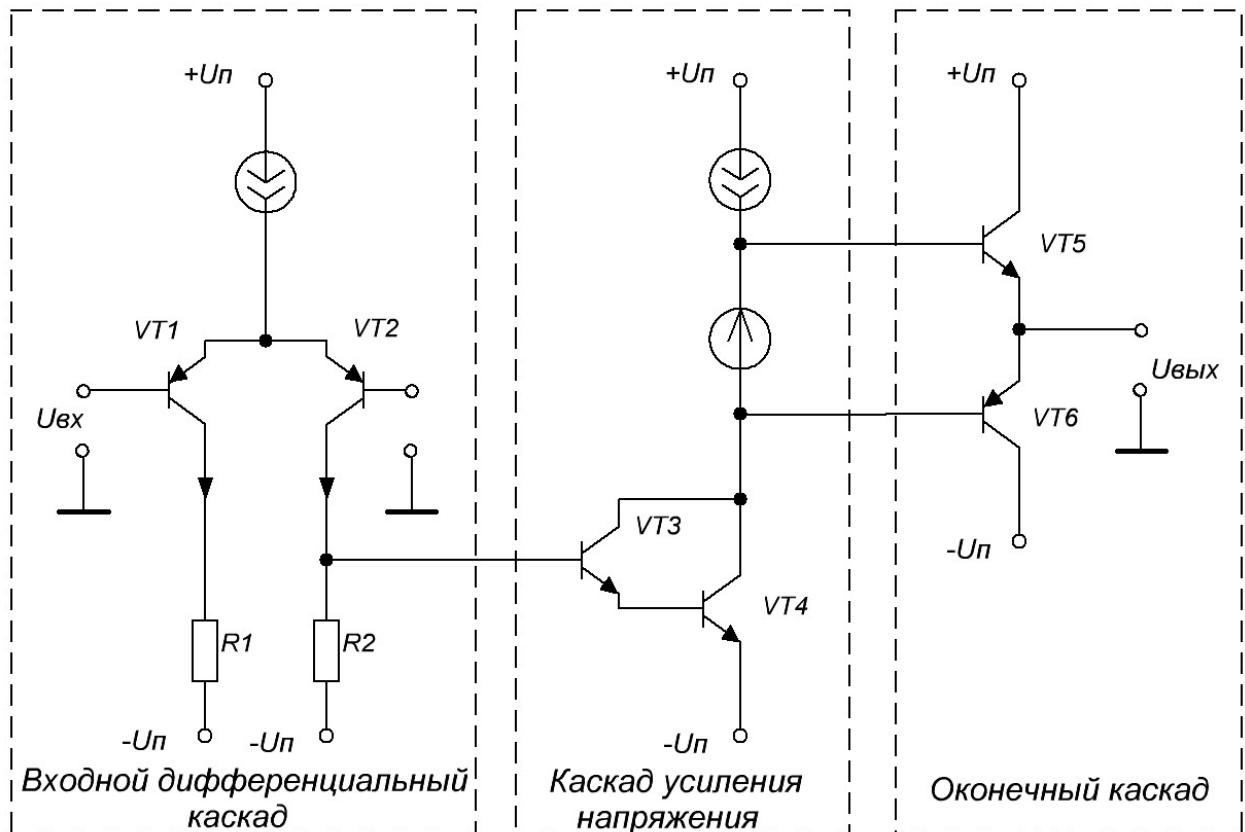 +Uп
VT1
VT2
Uвх
R1
R2
-Uп
-Uп
Входной дифференциальный
каскад
+Uп
VT3
VT4
-Uп
Каскад усиления
напряжения
+Uп
VT5
Uвых
VT6
-Uп
Оконечный каскад